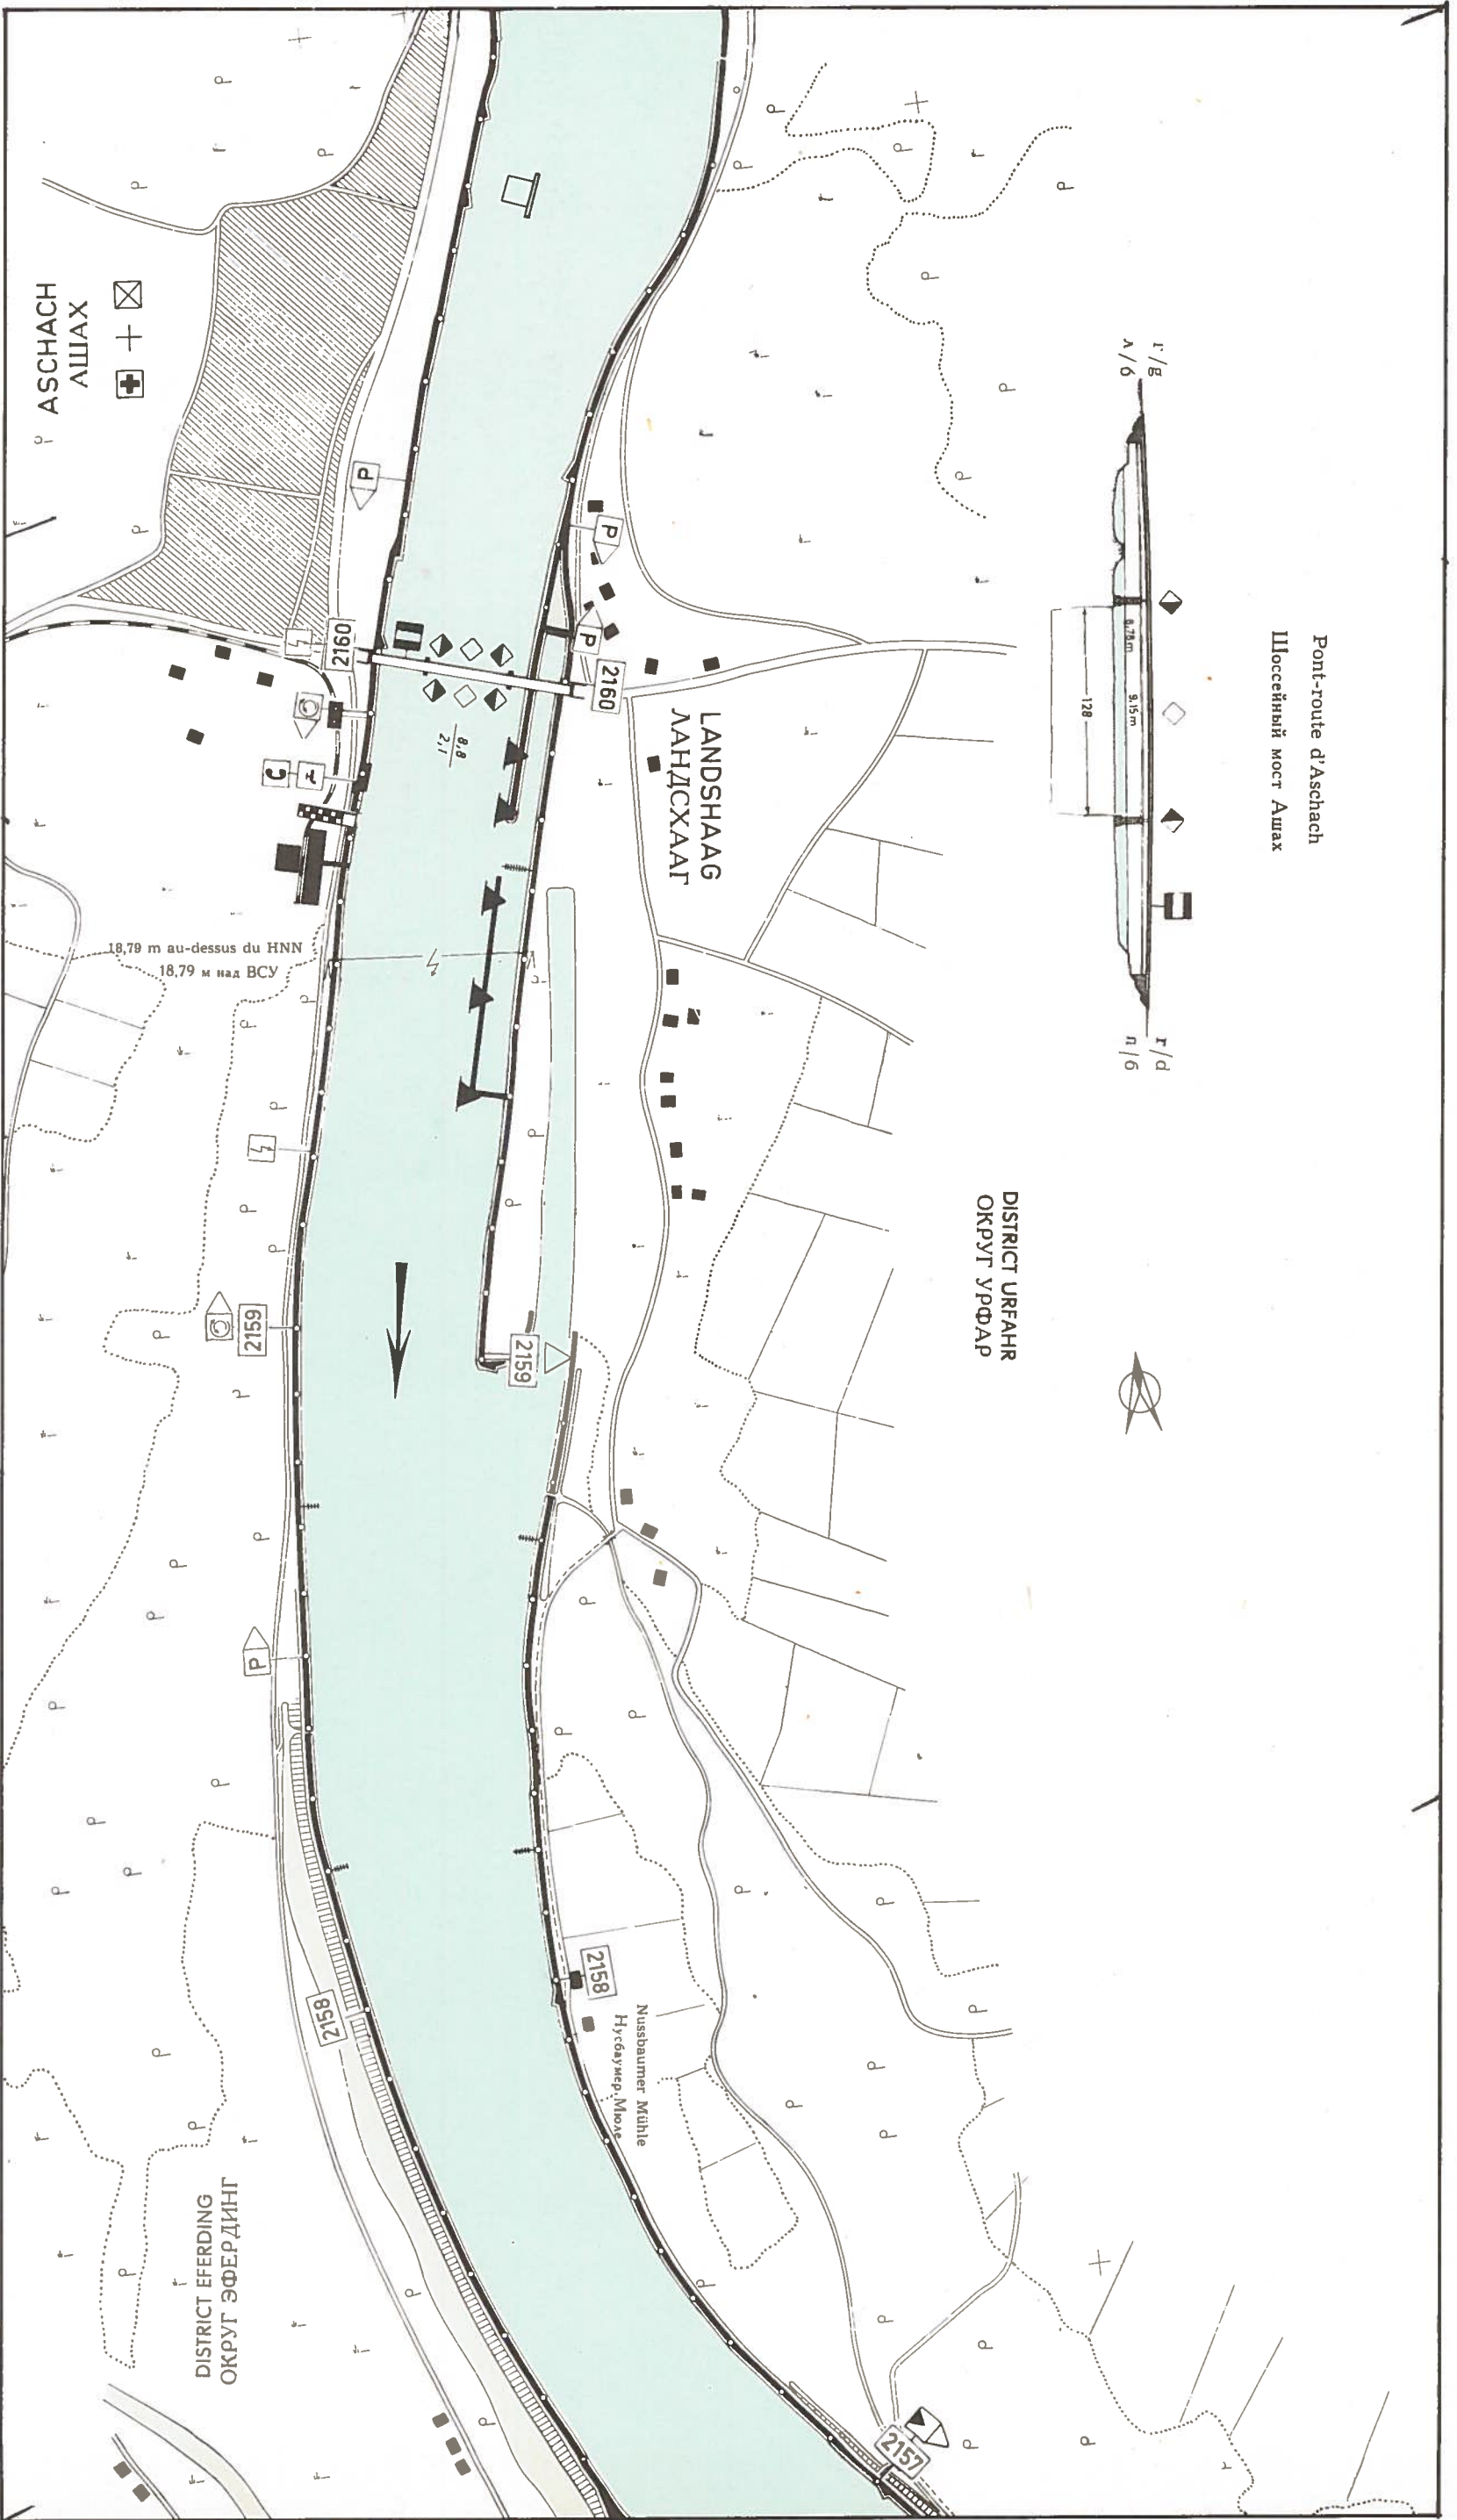 Pont-route d'Aschach
Шоссейный мост Ашах
r/g
л/б
8,78m
9,15m
128
r/d
п/б
DISTRICT URFAHR
ОКРУГ УРФАР
LANDSHAAG
ЛАНДСХААГ
ASCHACH
АШАХ
P
P
P
2160
2160
8,8
2,1
C
18,79 m au-dessus du HNN
18,79 м над ВСУ
2159
2159
P
2158
2158
Nussbaumer Mühle
Нусбаумер Мюле
DISTRICT EFERDING
ОКРУГ ЭФЕРДИНГ
2157